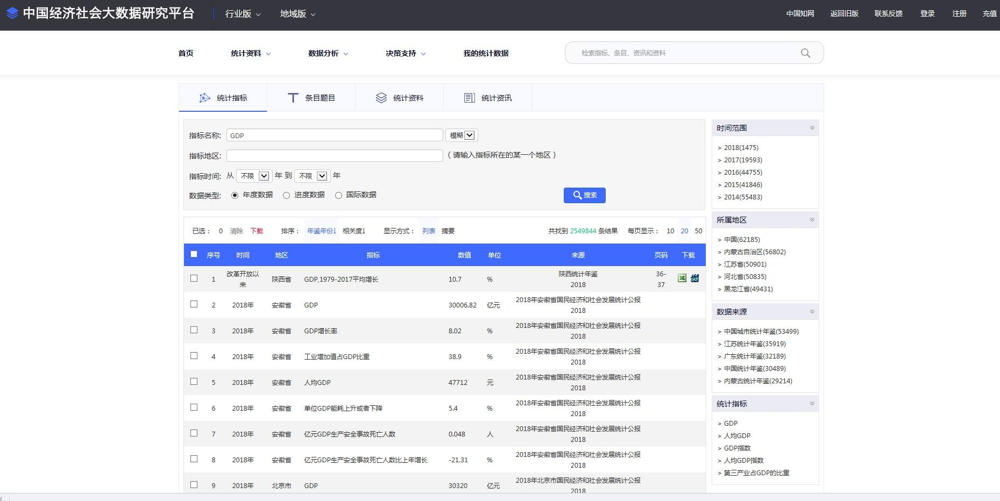 中国经济社会大数据研究平台 行业版 地域版 中国知网 返回旧版 联系反馈 登录 注册 充值
首页 统计资料 数据分析 决策支持 我的统计数据 检索指标、条目、资讯和资料
统计指标 条目题目 统计资料 统计资讯
指标名称: GDP 模糊
指标地区: （请输入指标所在的某一个地区）
指标时间: 从 不限 年 到 不限 年
数据类型: 年度数据 进度数据 国际数据 搜索
已选： 0 清除 下载 排序： 年鉴年份↓ 相关度↓ 显示方式： 列表 摘要 共找到 2549844 条结果 每页显示： 10 20 50
序号 时间 地区 指标 数值 单位 来源 页码 下载
1 改革开放以来 陕西省 GDP,1979-2017平均增长 10.7 % 陕西统计年鉴 2018 36-37
2 2018年 安徽省 GDP 30006.82 亿元 2018年安徽省国民经济和社会发展统计公报 2018
3 2018年 安徽省 GDP增长率 8.02 % 2018年安徽省国民经济和社会发展统计公报 2018
4 2018年 安徽省 工业增加值占GDP比重 38.9 % 2018年安徽省国民经济和社会发展统计公报 2018
5 2018年 安徽省 人均GDP 47712 元 2018年安徽省国民经济和社会发展统计公报 2018
6 2018年 安徽省 单位GDP能耗上升或者下降 5.4 % 2018年安徽省国民经济和社会发展统计公报 2018
7 2018年 安徽省 亿元GDP生产安全事故死亡人数 0.048 人 2018年安徽省国民经济和社会发展统计公报 2018
8 2018年 安徽省 亿元GDP生产安全事故死亡人数比上年增长 -21.31 % 2018年安徽省国民经济和社会发展统计公报 2018
9 2018年 北京市 GDP 30320 亿元 2018年北京市国民经济和社会发展统计公报 2018
时间范围
> 2018(1475)
> 2017(19593)
> 2016(44755)
> 2015(41846)
> 2014(55483)
所属地区
> 中国(62185)
> 内蒙古自治区(56802)
> 江苏省(50901)
> 河北省(50835)
> 黑龙江省(49431)
数据来源
> 中国城市统计年鉴(53499)
> 江苏统计年鉴(35919)
> 广东统计年鉴(32189)
> 中国统计年鉴(30489)
> 内蒙古统计年鉴(29214)
统计指标
> GDP
> 人均GDP
> GDP指数
> 人均GDP指数
> 第三产业占GDP的比重